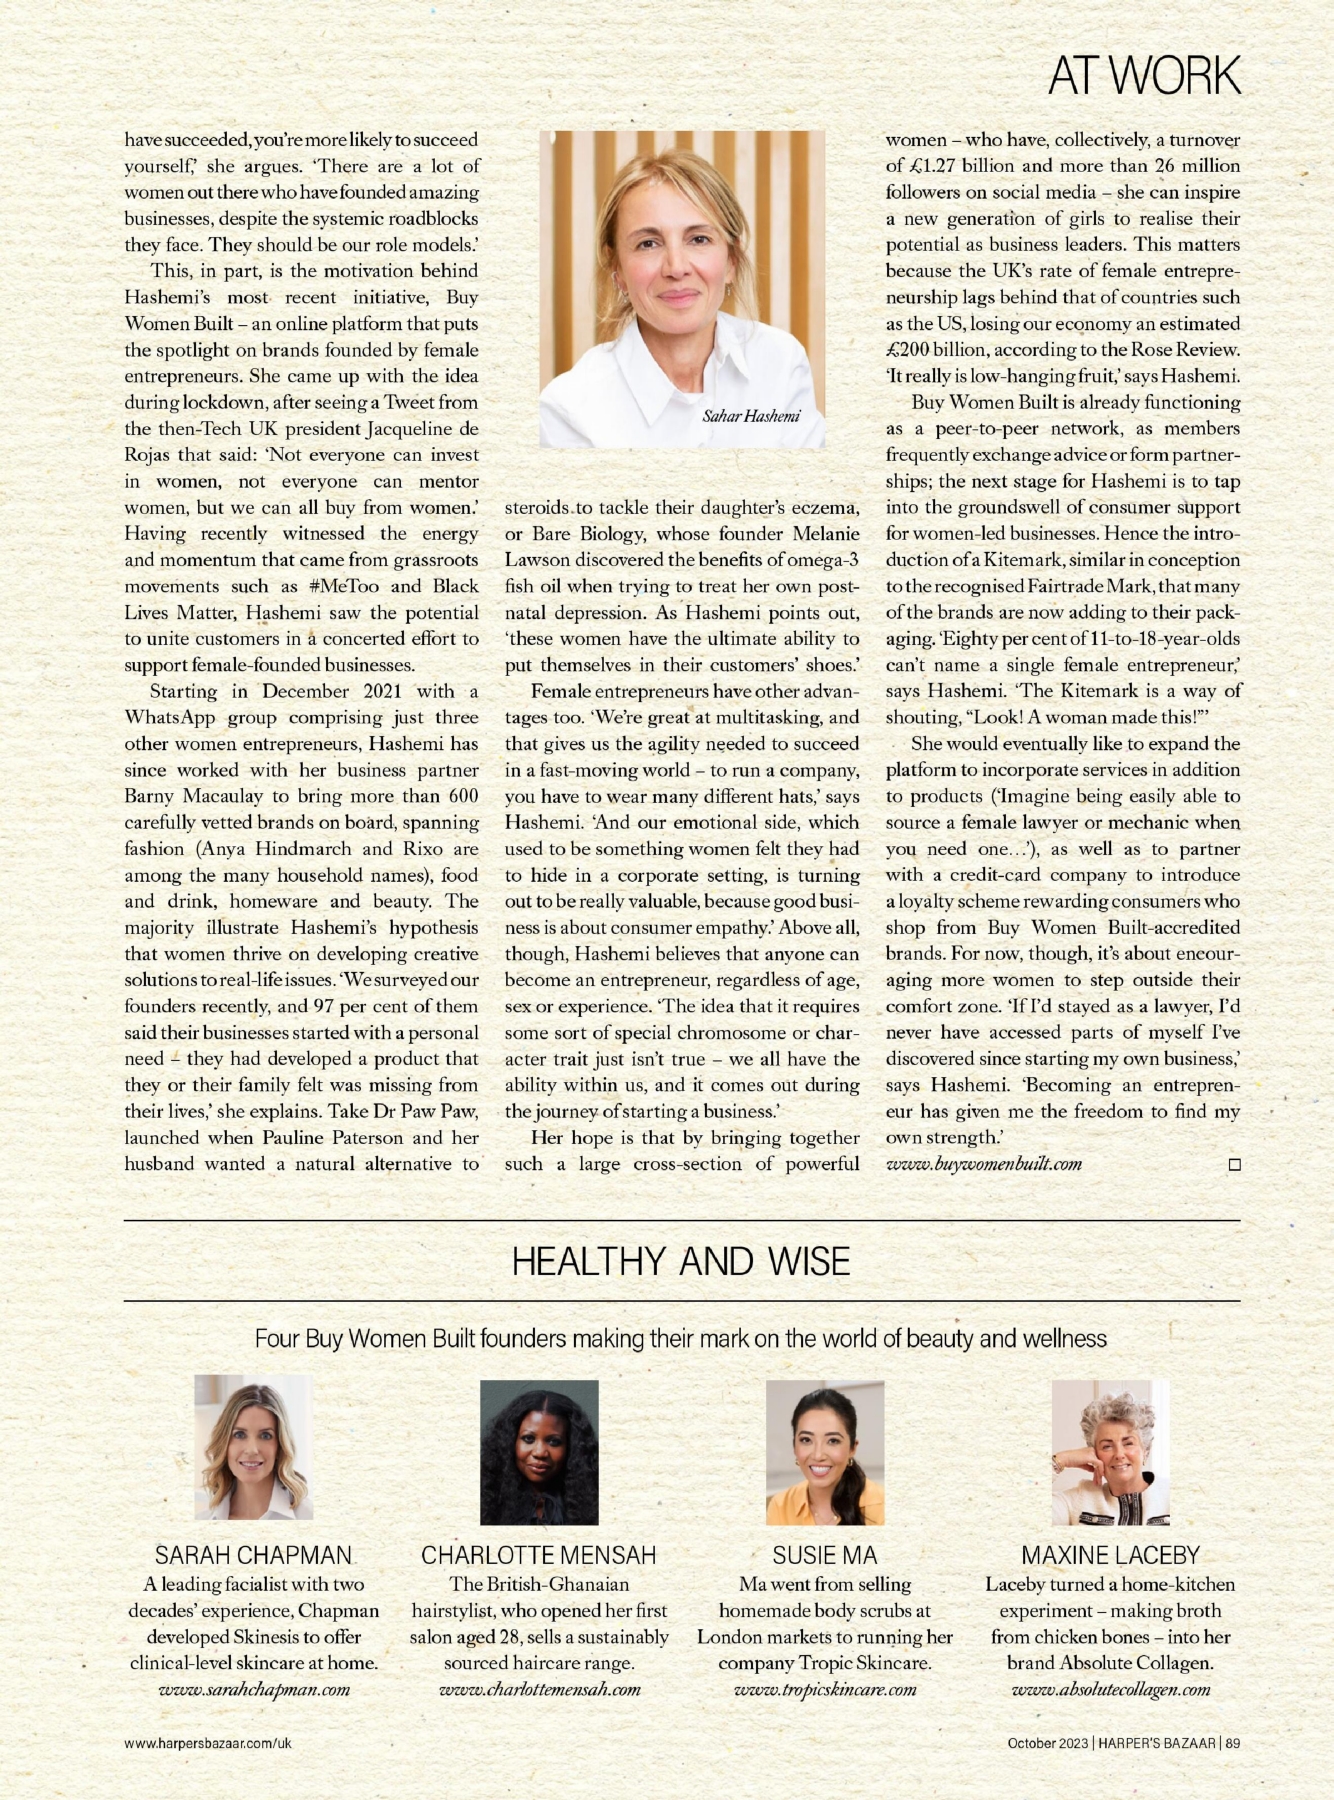 AT WORK
have succeeded, you're more likely to succeed
yourself,' she argues. 'There are a lot of
women out there who have founded amazing
businesses, despite the systemic roadblocks
they face. They should be our role models.'
This, in part, is the motivation behind
Hashemi's most recent initiative, Buy
Women Built – an online platform that puts
the spotlight on brands founded by female
entrepreneurs. She came up with the idea
during lockdown, after seeing a Tweet from
the then-Tech UK president Jacqueline de
Rojas that said: 'Not everyone can invest
in women, not everyone can mentor
women, but we can all buy from women.'
Having recently witnessed the energy
and momentum that came from grassroots
movements such as #MeToo and Black
Lives Matter, Hashemi saw the potential
to unite customers in a concerted effort to
support female-founded businesses.
Starting in December 2021 with a
WhatsApp group comprising just three
other women entrepreneurs, Hashemi has
since worked with her business partner
Barny Macaulay to bring more than 600
carefully vetted brands on board, spanning
fashion (Anya Hindmarch and Rixo are
among the many household names), food
and drink, homeware and beauty. The
majority illustrate Hashemi's hypothesis
that women thrive on developing creative
solutions to real-life issues. 'We surveyed our
founders recently, and 97 per cent of them
said their businesses started with a personal
need – they had developed a product that
they or their family felt was missing from
their lives,' she explains. Take Dr Paw Paw,
launched when Pauline Paterson and her
husband wanted a natural alternative to
Sahar Hashemi
steroids to tackle their daughter's eczema,
or Bare Biology, whose founder Melanie
Lawson discovered the benefits of omega-3
fish oil when trying to treat her own post-
natal depression. As Hashemi points out,
'these women have the ultimate ability to
put themselves in their customers' shoes.'
Female entrepreneurs have other advan-
tages too. 'We're great at multitasking, and
that gives us the agility needed to succeed
in a fast-moving world – to run a company,
you have to wear many different hats,' says
Hashemi. 'And our emotional side, which
used to be something women felt they had
to hide in a corporate setting, is turning
out to be really valuable, because good busi-
ness is about consumer empathy.' Above all,
though, Hashemi believes that anyone can
become an entrepreneur, regardless of age,
sex or experience. 'The idea that it requires
some sort of special chromosome or char-
acter trait just isn't true – we all have the
ability within us, and it comes out during
the journey of starting a business.'
Her hope is that by bringing together
such a large cross-section of powerful
women – who have, collectively, a turnover
of £1.27 billion and more than 26 million
followers on social media – she can inspire
a new generation of girls to realise their
potential as business leaders. This matters
because the UK's rate of female entrepre-
neurship lags behind that of countries such
as the US, losing our economy an estimated
£200 billion, according to the Rose Review.
'It really is low-hanging fruit,' says Hashemi.
Buy Women Built is already functioning
as a peer-to-peer network, as members
frequently exchange advice or form partner-
ships; the next stage for Hashemi is to tap
into the groundswell of consumer support
for women-led businesses. Hence the intro-
duction of a Kitemark, similar in conception
to the recognised Fairtrade Mark, that many
of the brands are now adding to their pack-
aging. 'Eighty per cent of 11-to-18-year-olds
can't name a single female entrepreneur,'
says Hashemi. 'The Kitemark is a way of
shouting, "Look! A woman made this!"'
She would eventually like to expand the
platform to incorporate services in addition
to products ('Imagine being easily able to
source a female lawyer or mechanic when
you need one…'), as well as to partner
with a credit-card company to introduce
a loyalty scheme rewarding consumers who
shop from Buy Women Built-accredited
brands. For now, though, it's about encour-
aging more women to step outside their
comfort zone. 'If I'd stayed as a lawyer, I'd
never have accessed parts of myself I've
discovered since starting my own business,'
says Hashemi. 'Becoming an entrepren-
eur has given me the freedom to find my
own strength.'
www.buywomenbuilt.com □
HEALTHY AND WISE
Four Buy Women Built founders making their mark on the world of beauty and wellness
SARAH CHAPMAN
A leading facialist with two
decades' experience, Chapman
developed Skinesis to offer
clinical-level skincare at home.
www.sarahchapman.com
CHARLOTTE MENSAH
The British-Ghanaian
hairstylist, who opened her first
salon aged 28, sells a sustainably
sourced haircare range.
www.charlottemensah.com
SUSIE MA
Ma went from selling
homemade body scrubs at
London markets to running her
company Tropic Skincare.
www.tropicskincare.com
MAXINE LACEBY
Laceby turned a home-kitchen
experiment – making broth
from chicken bones – into her
brand Absolute Collagen.
www.absolutecollagen.com
www.harpersbazaar.com/uk
October 2023 | HARPER'S BAZAAR | 89